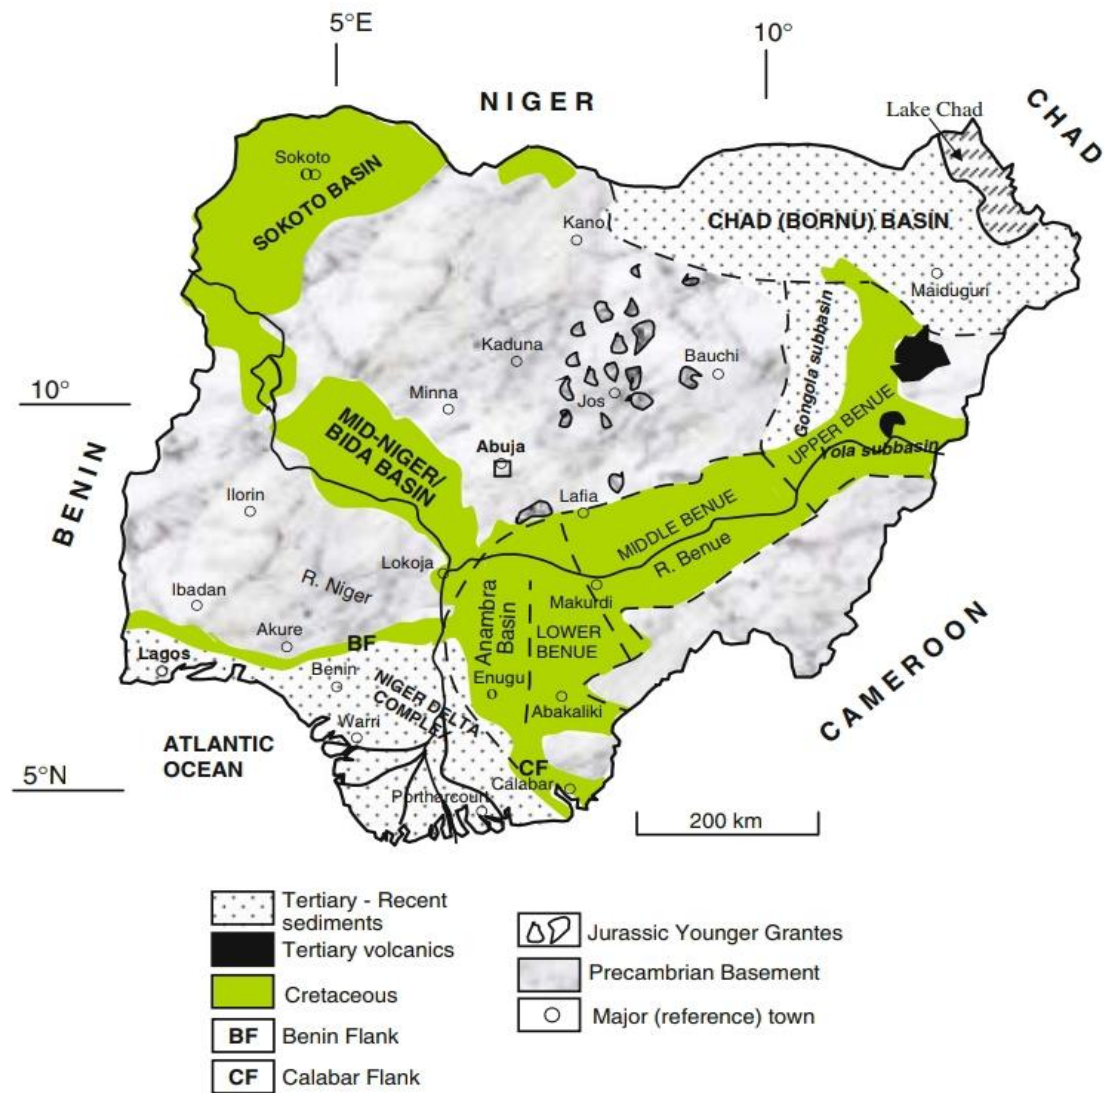 5°E
10°
NIGER
CHAD
Lake Chad
Sokoto
SOKOTO BASIN
Kano
CHAD (BORNU) BASIN
Maiduguri
Gongola subbasin
Kaduna
Bauchi
Minna
Jos
10°
MID-NIGER/
BIDA BASIN
Abuja
UPPER BENUE
Yola subbasin
BENIN
Ilorin
Lafia
MIDDLE BENUE
R. Benue
Lokoja
R. Niger
Ibadan
Makurdi
Anambra
Basin
LOWER
BENUE
Akure
BF
Lagos
Benin
Enugu
Abakaliki
NIGER DELTA
COMPLEX
Warri
CAMEROON
ATLANTIC
OCEAN
CF
Calabar
5°N
Porthercourt
200 km
Tertiary - Recent
sediments
Tertiary volcanics
Cretaceous
BF Benin Flank
CF Calabar Flank
Jurassic Younger Grantes
Precambrian Basement
Major (reference) town